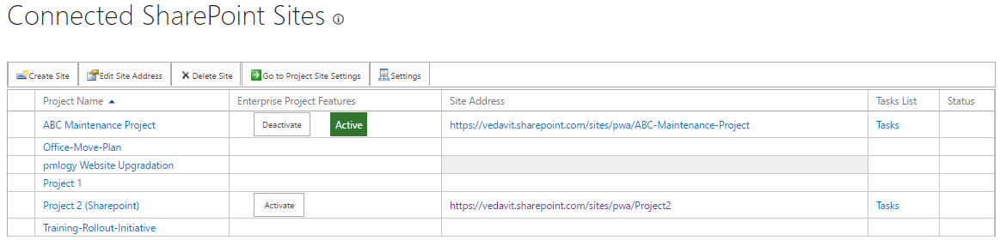 Connected SharePoint Sites
Create Site Edit Site Address Delete Site Go to Project Site Settings Settings
Project Name Enterprise Project Features Site Address Tasks List Status
ABC Maintenance Project Deactivate Active https://vedavit.sharepoint.com/sites/pwa/ABC-Maintenance-Project Tasks
Office-Move-Plan
pmlogy Website Upgradation
Project 1
Project 2 (Sharepoint) Activate https://vedavit.sharepoint.com/sites/pwa/Project2 Tasks
Training-Rollout-Initiative